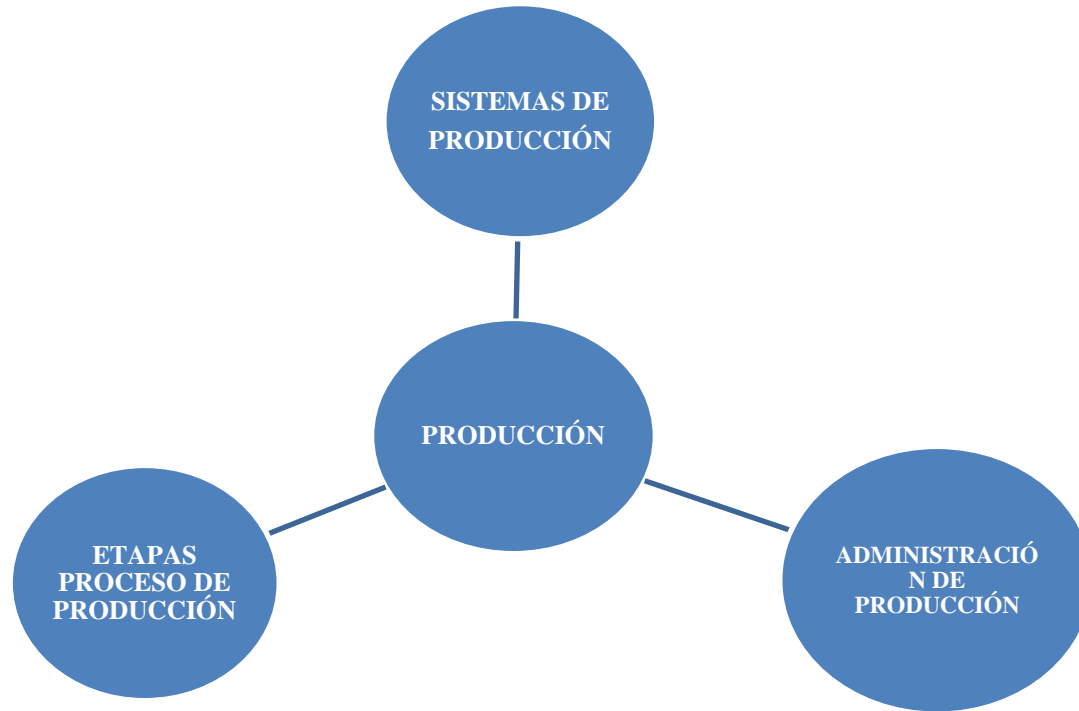 SISTEMAS DE
PRODUCCIÓN
PRODUCCIÓN
ETAPAS
PROCESO DE
PRODUCCIÓN
ADMINISTRACIÓ
N DE
PRODUCCIÓN